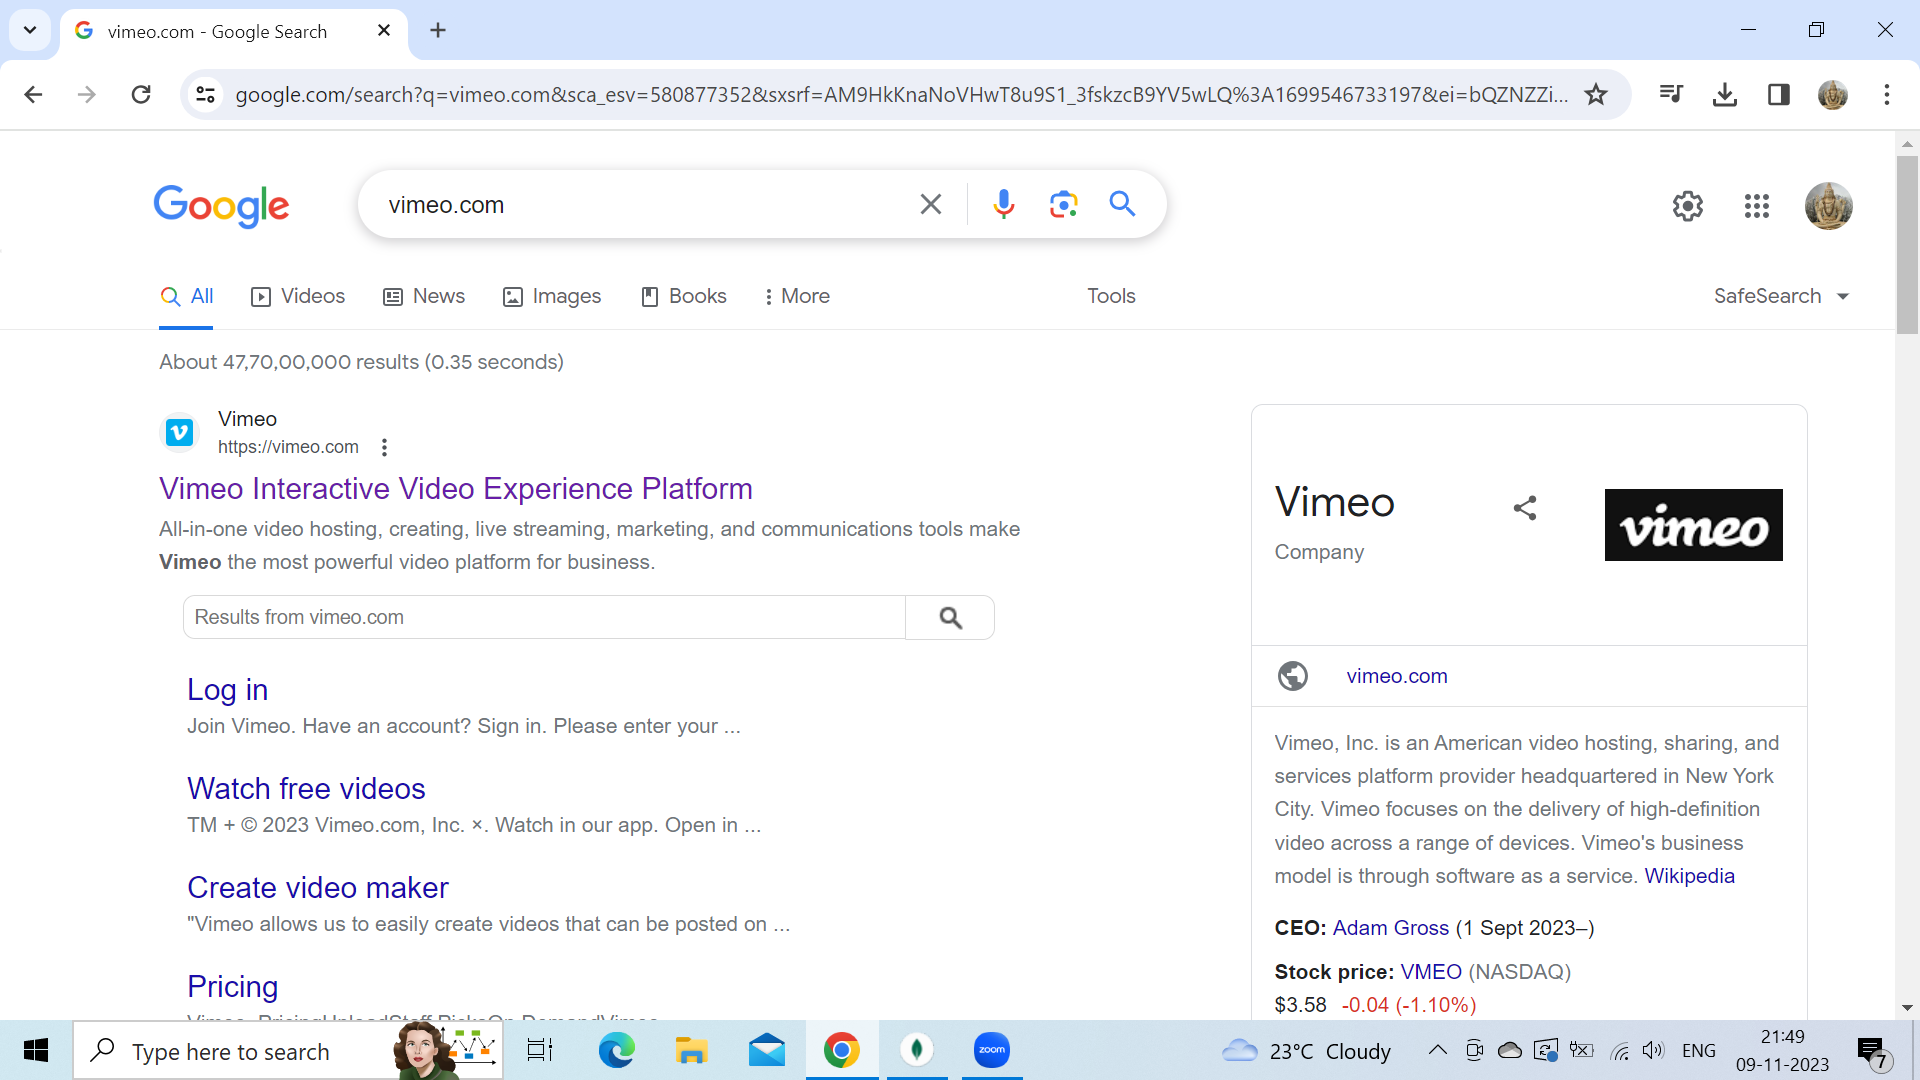 vimeo.com - Google Search
google.com/search?q=vimeo.com&sca_esv=580877352&sxsrf=AM9HkKnaNoVHwT8u9S1_3fskzcB9YV5wLQ%3A1699546733197&ei=bQZNZZi...
Google
vimeo.com
All
Videos
News
Images
Books
More
Tools
SafeSearch
About 47,70,00,000 results (0.35 seconds)
Vimeo
https://vimeo.com
Vimeo Interactive Video Experience Platform
All-in-one video hosting, creating, live streaming, marketing, and communications tools make
Vimeo the most powerful video platform for business.
Results from vimeo.com
Log in
Join Vimeo. Have an account? Sign in. Please enter your ...
Watch free videos
TM + © 2023 Vimeo.com, Inc. ×. Watch in our app. Open in ...
Create video maker
"Vimeo allows us to easily create videos that can be posted on ...
Pricing
Vimeo
vimeo
Company
vimeo.com
Vimeo, Inc. is an American video hosting, sharing, and
services platform provider headquartered in New York
City. Vimeo focuses on the delivery of high-definition
video across a range of devices. Vimeo's business
model is through software as a service. Wikipedia
CEO: Adam Gross (1 Sept 2023–)
Stock price: VMEO (NASDAQ)
$3.58 -0.04 (-1.10%)
Type here to search
zoom
23°C Cloudy
ENG
21:49
09-11-2023
7